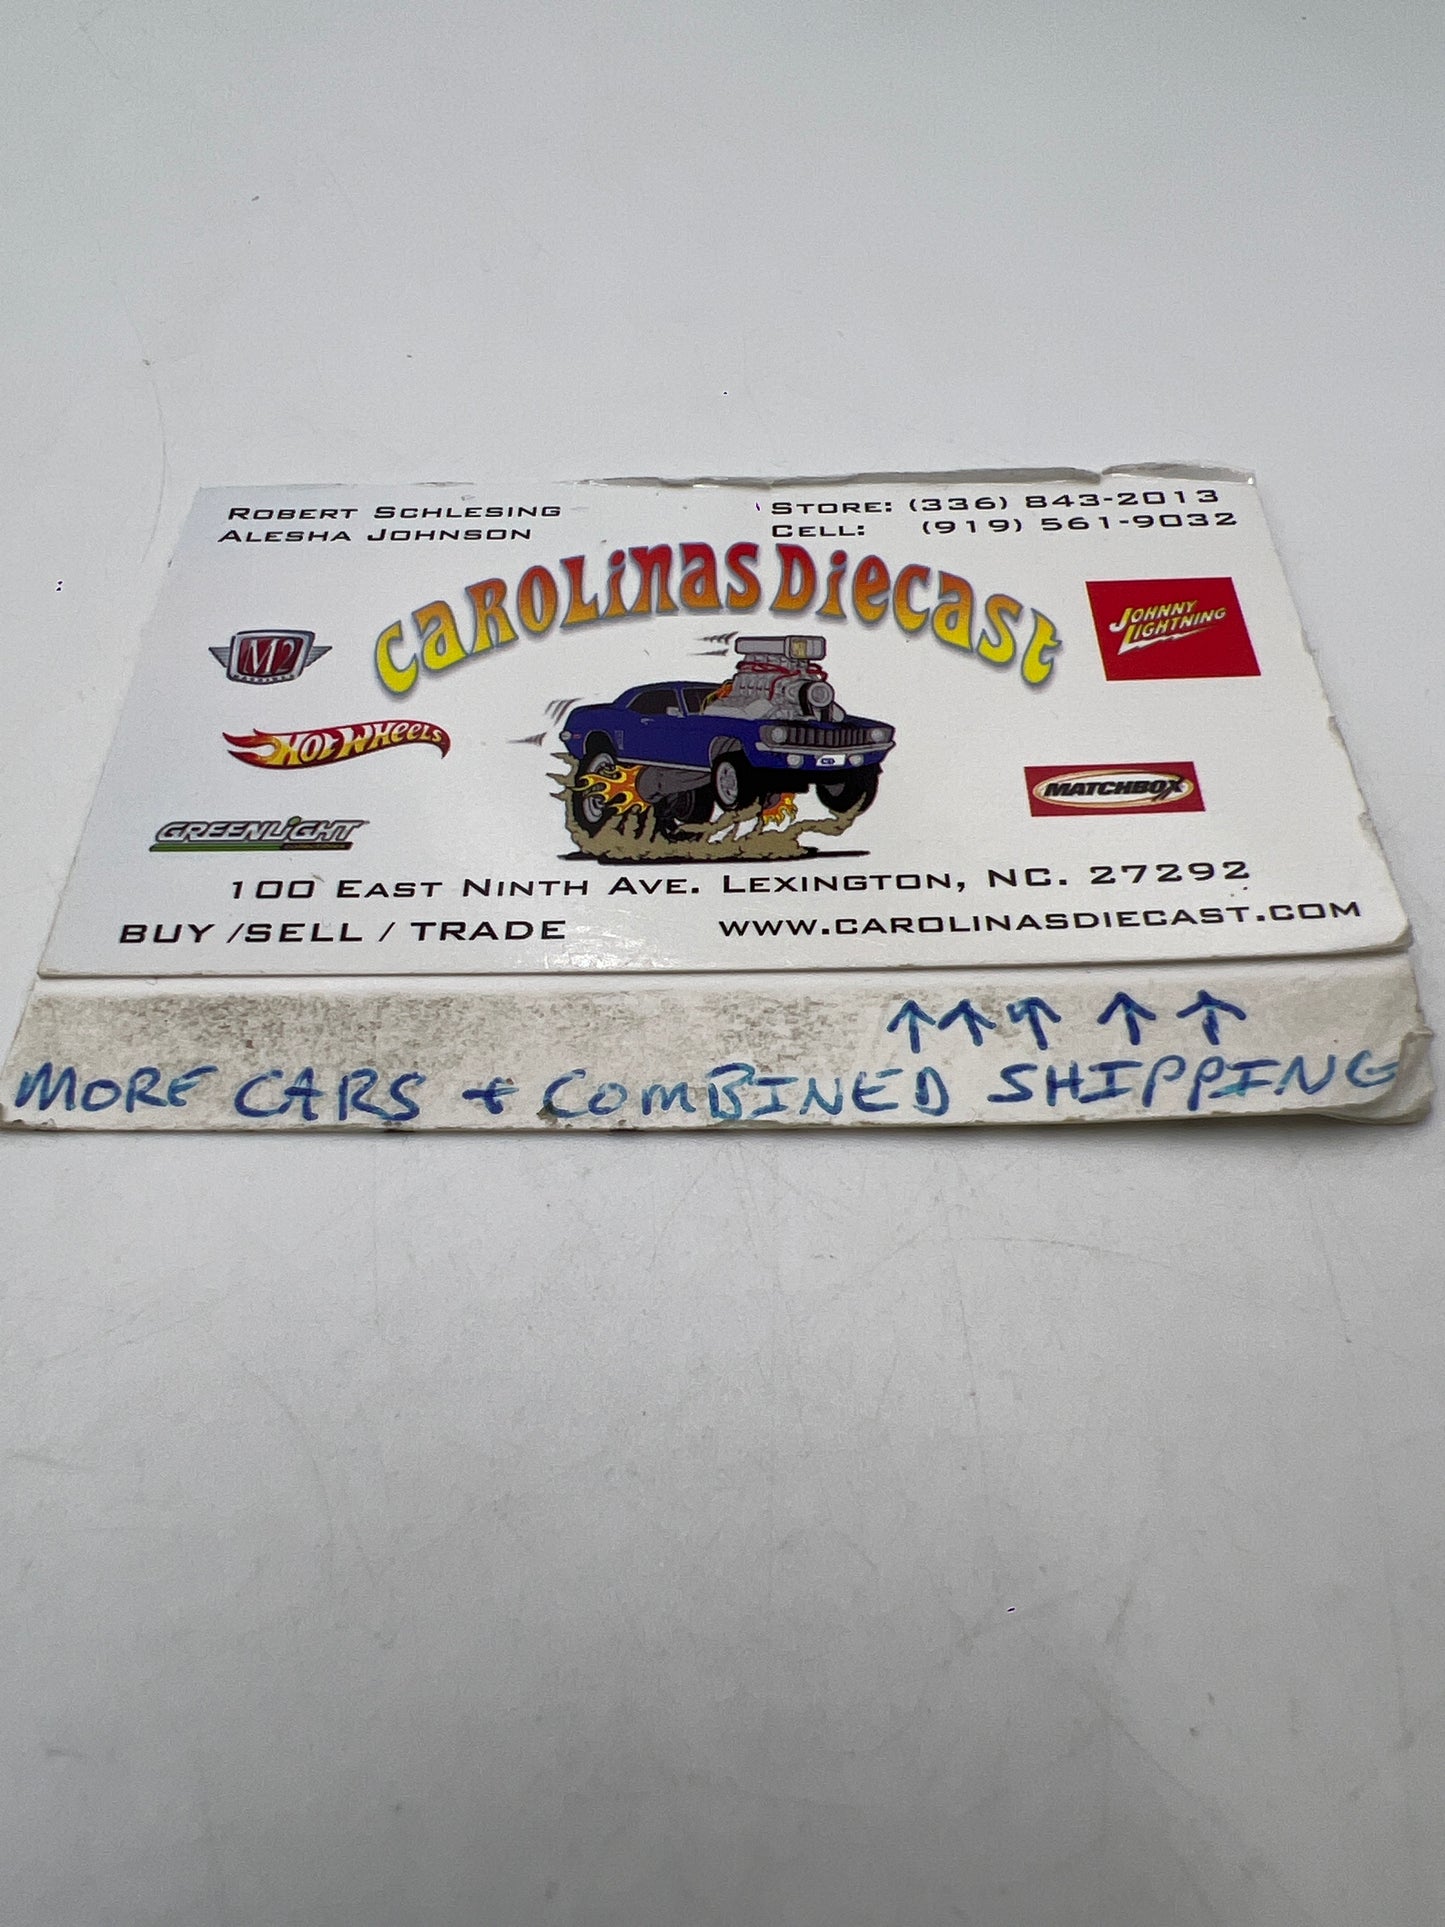 Robert Schlesing
Alesha Johnson
Store: (336) 843-2013
Cell: (919) 561-9032
Carolinas Diecast
M2
Johnny Lightning
Hot Wheels
Matchbox
GreenLight
100 East Ninth Ave. Lexington, NC. 27292
BUY /SELL / TRADE
www.carolinasdiecast.com
↑↑↑↑↑
MORE CARS + COMBINED SHIPPING